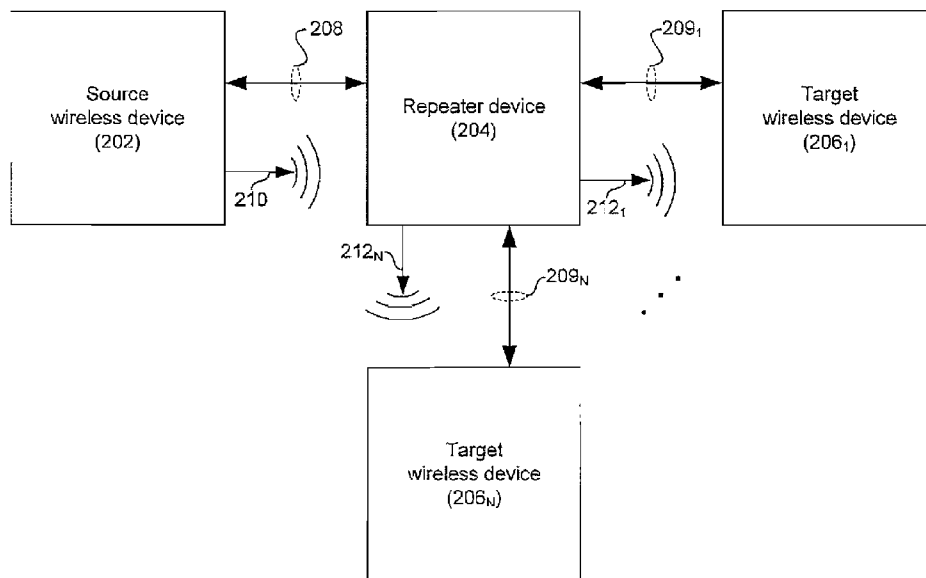 208
209₁
Source
wireless device
(202)
Repeater device
(204)
Target
wireless device
(206₁)
210
212₁
212ₙ
209ₙ
Target
wireless device
(206ₙ)